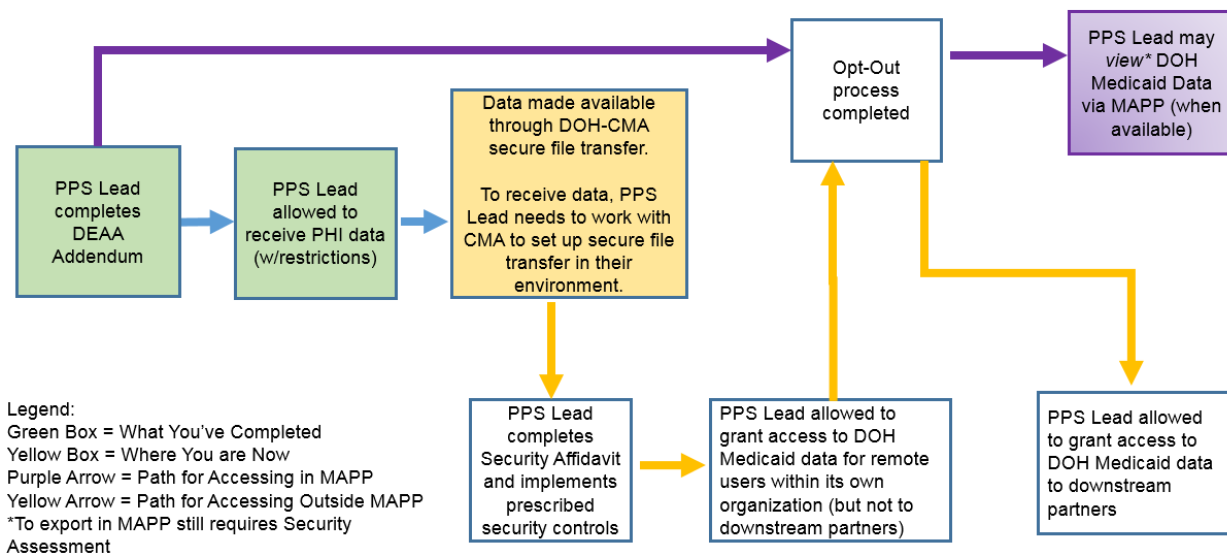 PPS Lead
completes
DEAA
Addendum
PPS Lead
allowed to
receive PHI data
(w/restrictions)
Data made available
through DOH-CMA
secure file transfer.
To receive data, PPS
Lead needs to work with
CMA to set up secure file
transfer in their
environment.
Opt-Out
process
completed
PPS Lead may
view* DOH
Medicaid Data
via MAPP (when
available)
PPS Lead
completes
Security Affidavit
and implements
prescribed
security controls
PPS Lead allowed to
grant access to DOH
Medicaid data for remote
users within its own
organization (but not to
downstream partners)
PPS Lead allowed
to grant access to
DOH Medicaid data
to downstream
partners
Legend:
Green Box = What You’ve Completed
Yellow Box = Where You are Now
Purple Arrow = Path for Accessing in MAPP
Yellow Arrow = Path for Accessing Outside MAPP
*To export in MAPP still requires Security
Assessment